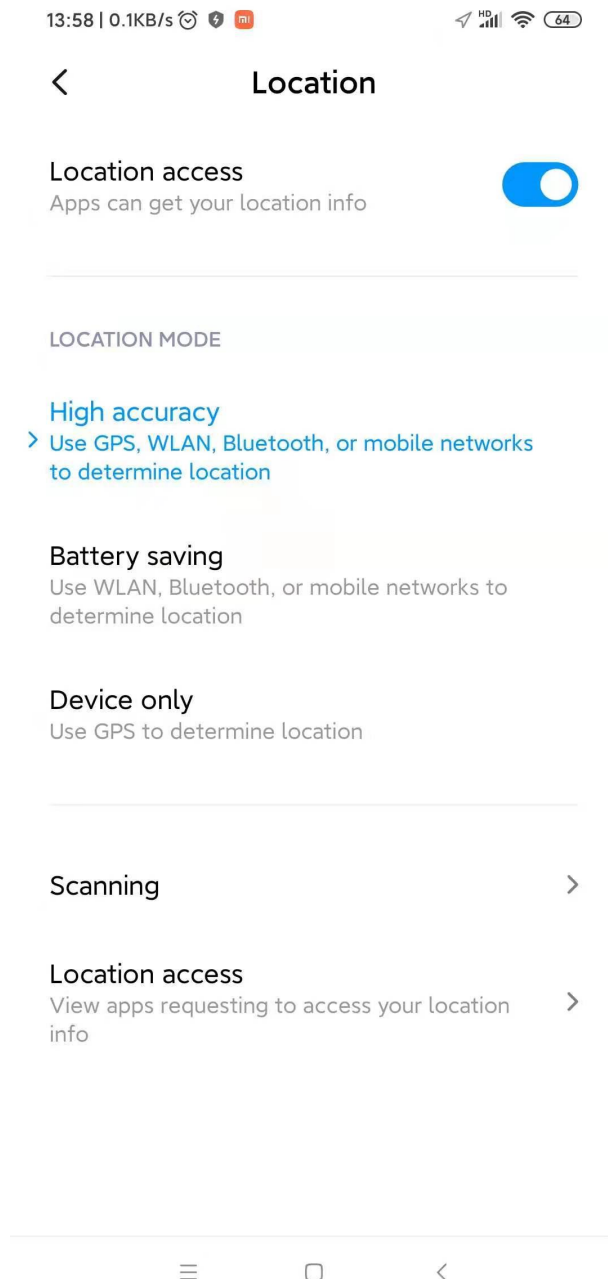 13:58 | 0.1KB/s HD 64
Location
Location access
Apps can get your location info
LOCATION MODE
High accuracy
Use GPS, WLAN, Bluetooth, or mobile networks
to determine location
Battery saving
Use WLAN, Bluetooth, or mobile networks to
determine location
Device only
Use GPS to determine location
Scanning
Location access
View apps requesting to access your location
info